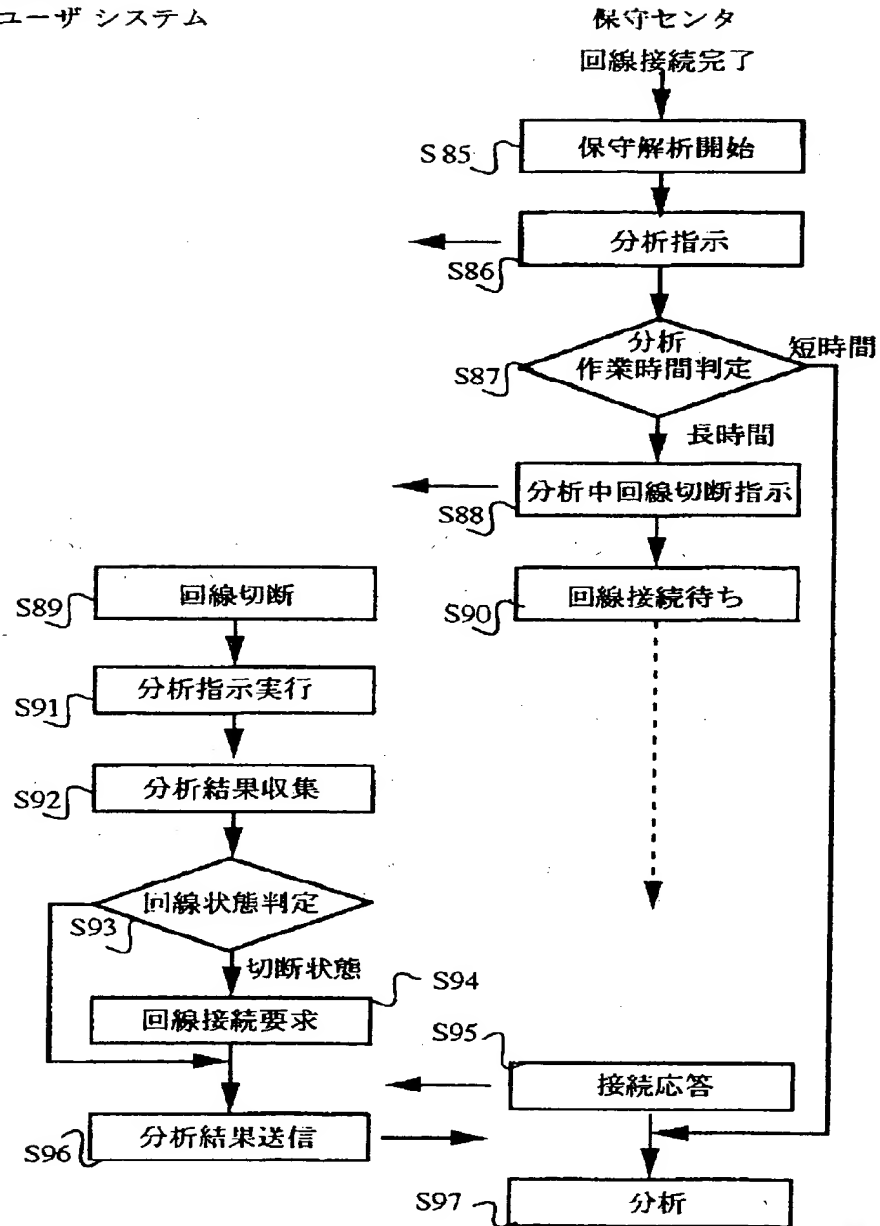 ユーザ システム
保守センタ
回線接続完了
S85
保守解析開始
S86
分析指示
S87
分析
作業時間判定
短時間
長時間
S88
分析中回線切断指示
S89
回線切断
S90
回線接続待ち
S91
分析指示実行
S92
分析結果収集
S93
回線状態判定
切断状態
S94
回線接続要求
S95
接続応答
S96
分析結果送信
S97
分析